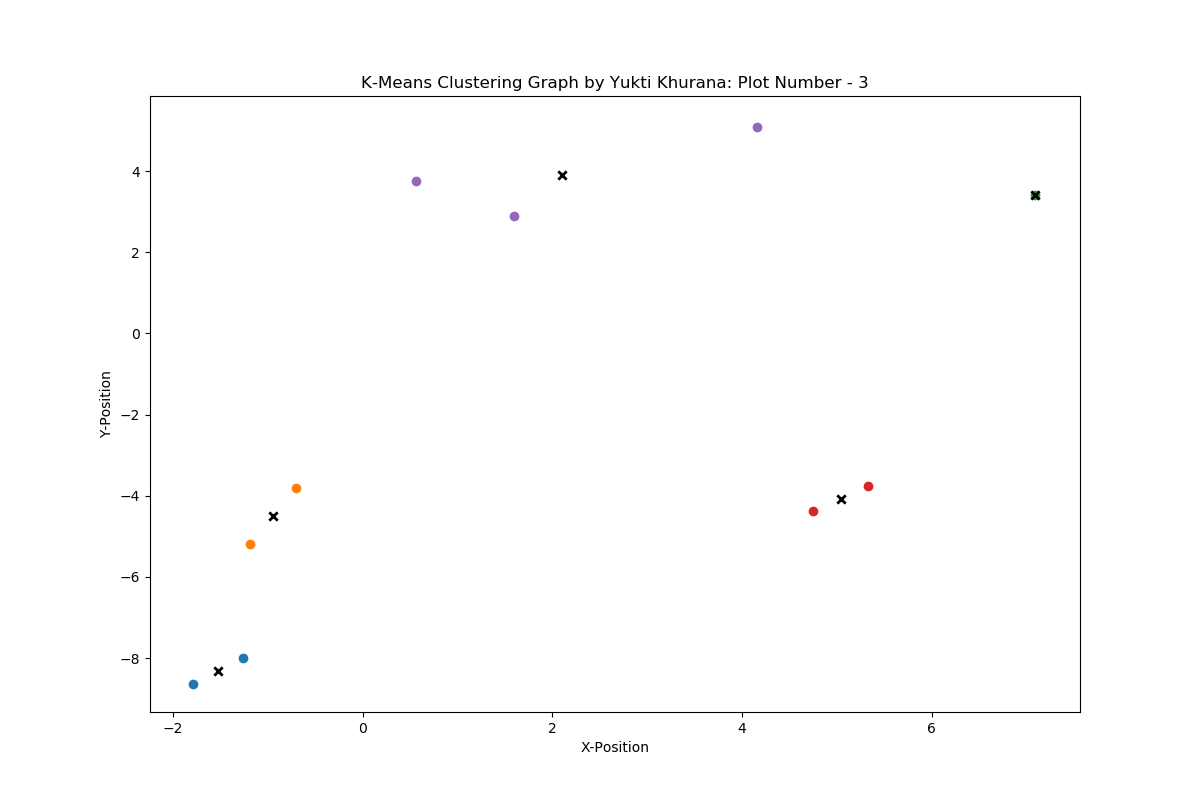 K-Means Clustering Graph by Yukti Khurana: Plot Number - 3
4
2
0
−2
−4
−6
−8
Y-Position
−2 0 2 4 6
X-Position